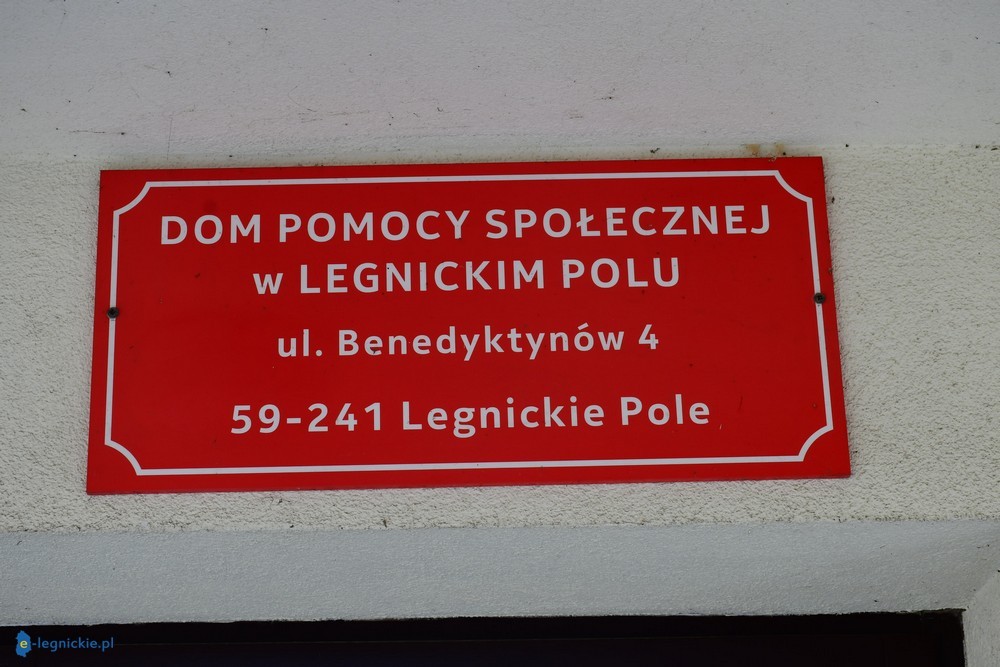 DOM POMOCY SPOŁECZNEJ
w LEGNICKIM POLU
ul. Benedyktynów 4
59-241 Legnickie Pole
e-legnickie.pl